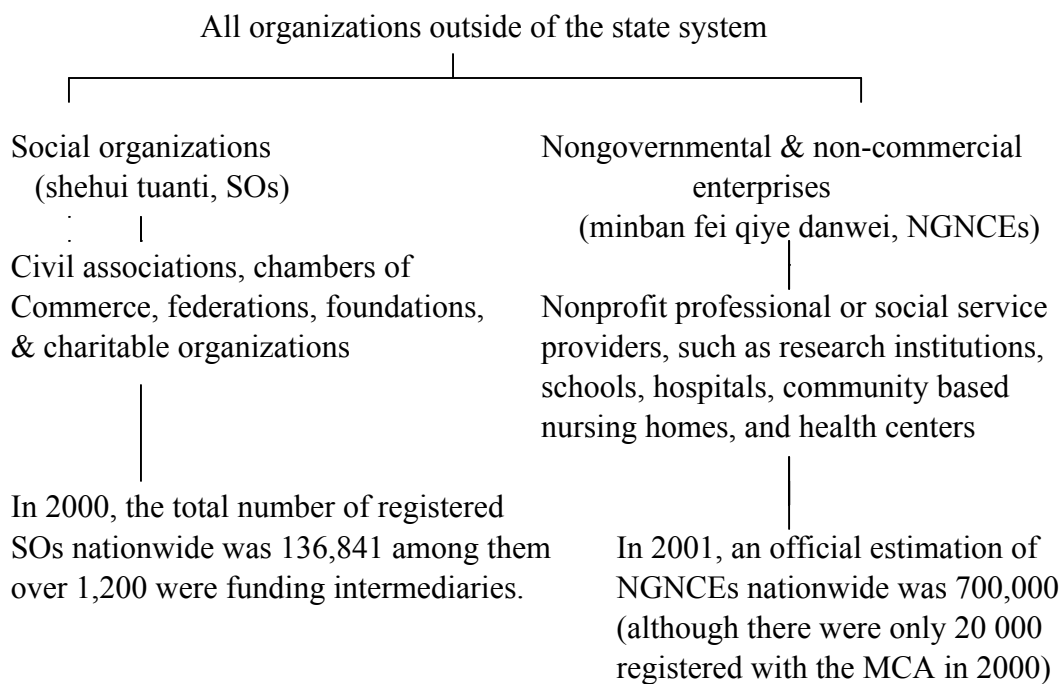 All organizations outside of the state system
Social organizations
(shehui tuanti, SOs)
Civil associations, chambers of
Commerce, federations, foundations,
& charitable organizations
In 2000, the total number of registered
SOs nationwide was 136,841 among them
over 1,200 were funding intermediaries.
Nongovernmental & non-commercial
enterprises
(minban fei qiye danwei, NGNCEs)
Nonprofit professional or social service
providers, such as research institutions,
schools, hospitals, community based
nursing homes, and health centers
In 2001, an official estimation of
NGNCEs nationwide was 700,000
(although there were only 20 000
registered with the MCA in 2000)